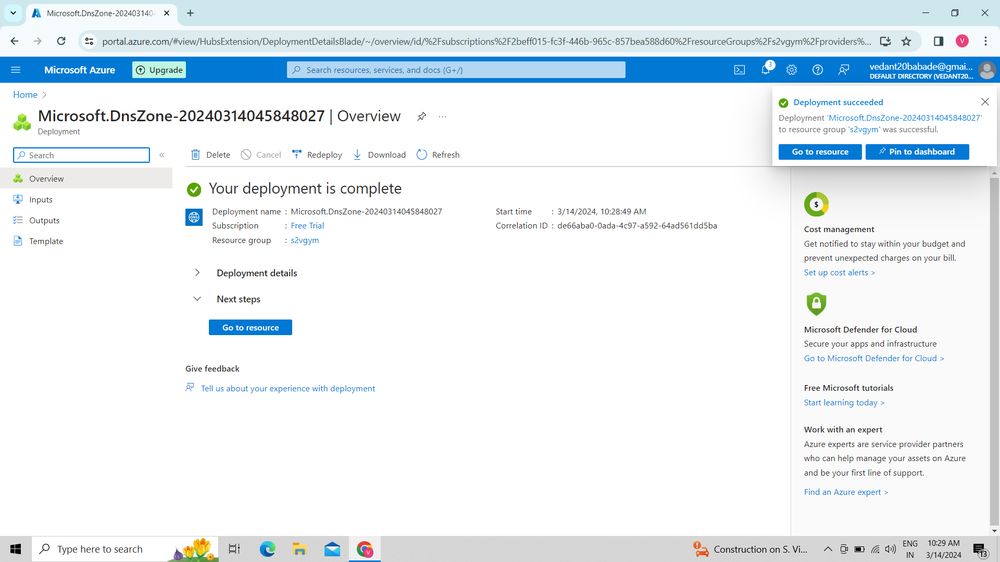 Microsoft.DnsZone-2024031404
portal.azure.com/#view/HubsExtension/DeploymentDetailsBlade/~/overview/id/%2Fsubscriptions%2F2beff015-fc3f-446b-965c-857bea588d60%2FresourceGroups%2Fs2vgym%2Fproviders%...
V
Microsoft Azure
Upgrade
Search resources, services, and docs (G+/)
3
vedant20babade@gmai...
DEFAULT DIRECTORY (VEDANT20...
Home
Microsoft.DnsZone-20240314045848027 | Overview
Deployment
Deployment succeeded
Deployment 'Microsoft.DnsZone-20240314045848027'
to resource group 's2vgym' was successful.
Go to resource
Pin to dashboard
Search
Delete
Cancel
Redeploy
Download
Refresh
Overview
Inputs
Outputs
Template
Your deployment is complete
DNS
Deployment name : Microsoft.DnsZone-20240314045848027
Subscription : Free Trial
Resource group : s2vgym
Start time : 3/14/2024, 10:28:49 AM
Correlation ID : de66aba0-0ada-4c97-a592-64ad561dd5ba
Deployment details
Next steps
Go to resource
Give feedback
Tell us about your experience with deployment
$
Cost management
Get notified to stay within your budget and
prevent unexpected charges on your bill.
Set up cost alerts >
Microsoft Defender for Cloud
Secure your apps and infrastructure
Go to Microsoft Defender for Cloud >
Free Microsoft tutorials
Start learning today >
Work with an expert
Azure experts are service provider partners
who can help manage your assets on Azure
and be your first line of support.
Find an Azure expert >
Type here to search
V
Construction on S. Vi...
ENG
IN
10:29 AM
3/14/2024
13